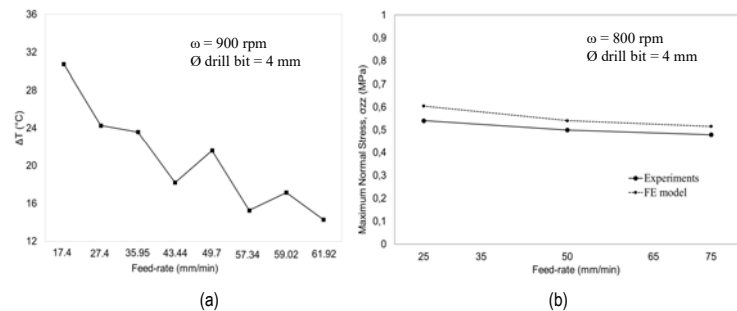 36
32
28
24
20
16
12
ΔT (°C)
ω = 900 rpm
Ø drill bit = 4 mm
17.4 27.4 35.95 43.44 49.7 57.34 59.02 61.92
Feed-rate (mm/min)
(a)
1
0,9
0,8
0,7
0,6
0,5
0,4
0,3
0,2
0,1
0
Maximum Normal Stress, σzz (MPa)
ω = 800 rpm
Ø drill bit = 4 mm
Experiments
FE model
25 35 50 65 75
Feed-rate (mm/min)
(b)